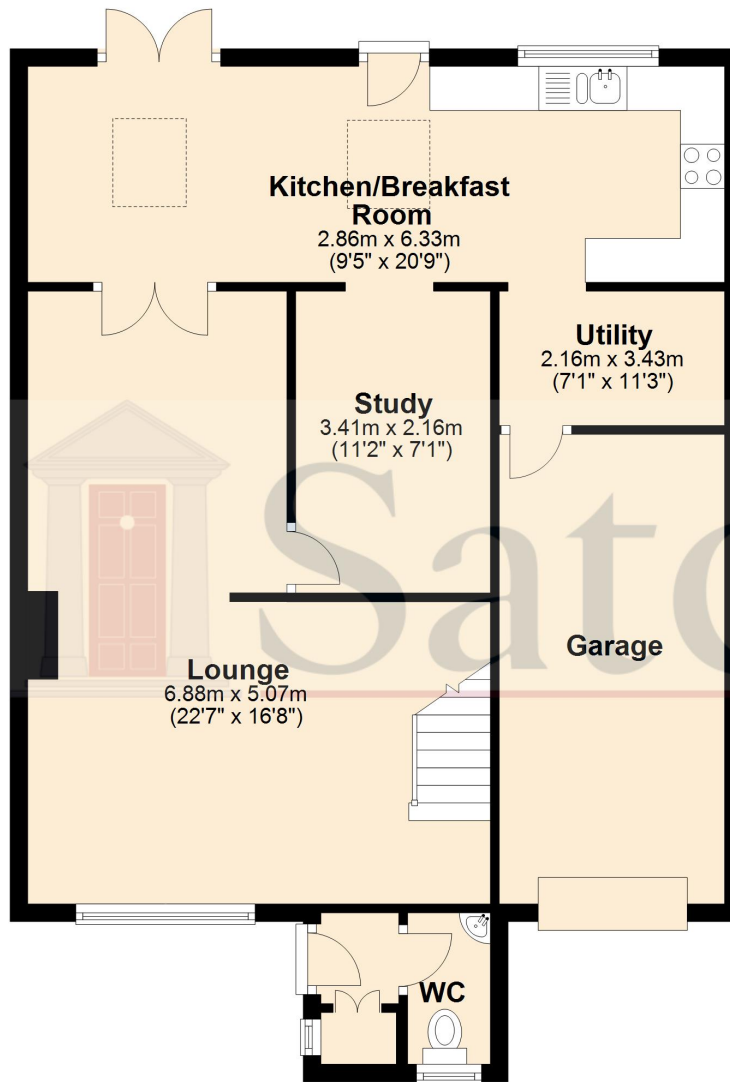 Kitchen/Breakfast
Room
2.86m x 6.33m
(9'5" x 20'9")
Utility
2.16m x 3.43m
(7'1" x 11'3")
Study
3.41m x 2.16m
(11'2" x 7'1")
Garage
Lounge
6.88m x 5.07m
(22'7" x 16'8")
WC